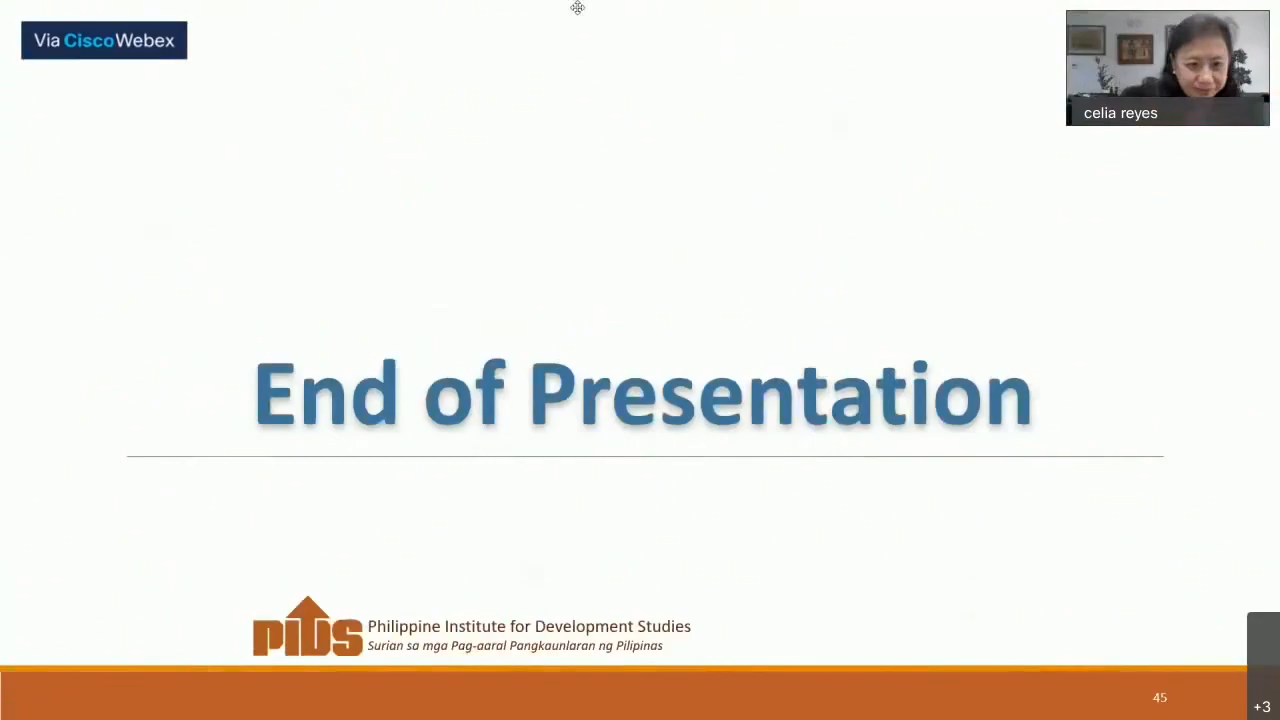 Via CiscoWebex
celia reyes
End of Presentation
PIDS
Philippine Institute for Development Studies
Surian sa mga Pag-aaral Pangkaunlaran ng Pilipinas
45
+3